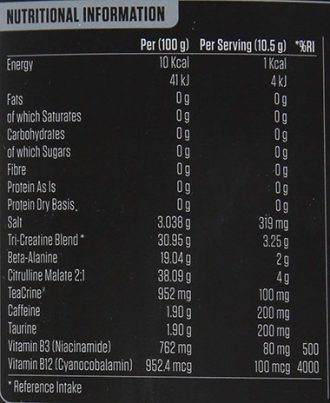 NUTRITIONAL INFORMATION
Per (100 g) Per Serving (10.5 g) *%RI
Energy 10 Kcal 1 Kcal
41 kJ 4 kJ
Fats 0 g 0 g
of which Saturates 0 g 0 g
Carbohydrates 0 g 0 g
of which Sugars 0 g 0 g
Fibre 0 g 0 g
Protein As Is 0 g 0 g
Protein Dry Basis 0 g 0 g
Salt 3.038 g 319 mg
Tri-Creatine Blend * 30.95 g 3.25 g
Beta-Alanine 19.04 g 2 g
Citrulline Malate 2:1 38.09 g 4 g
TeaCrine® 952 mg 100 mg
Caffeine 1.90 g 200 mg
Taurine 1.90 g 200 mg
Vitamin B3 (Niacinamide) 762 mg 80 mg 500
Vitamin B12 (Cyanocobalamin) 952.4 mcg 100 mcg 4000
* Reference Intake